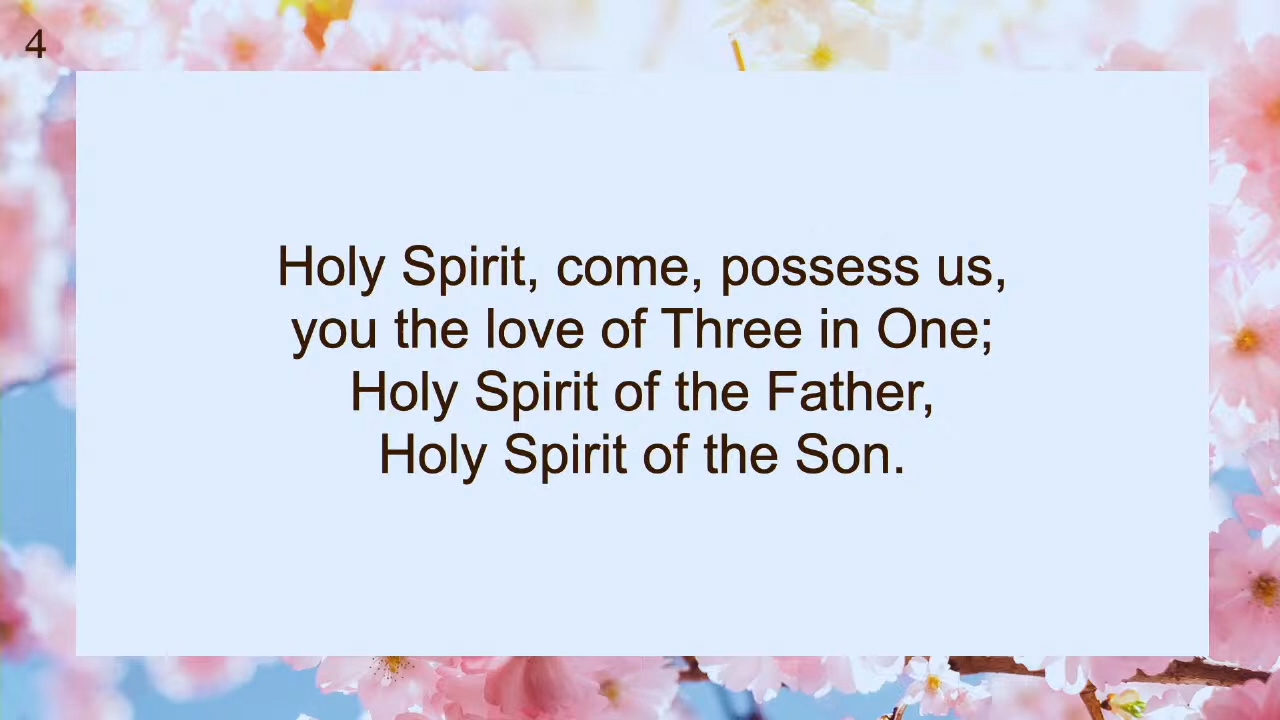 4
Holy Spirit, come, possess us,
you the love of Three in One;
Holy Spirit of the Father,
Holy Spirit of the Son.